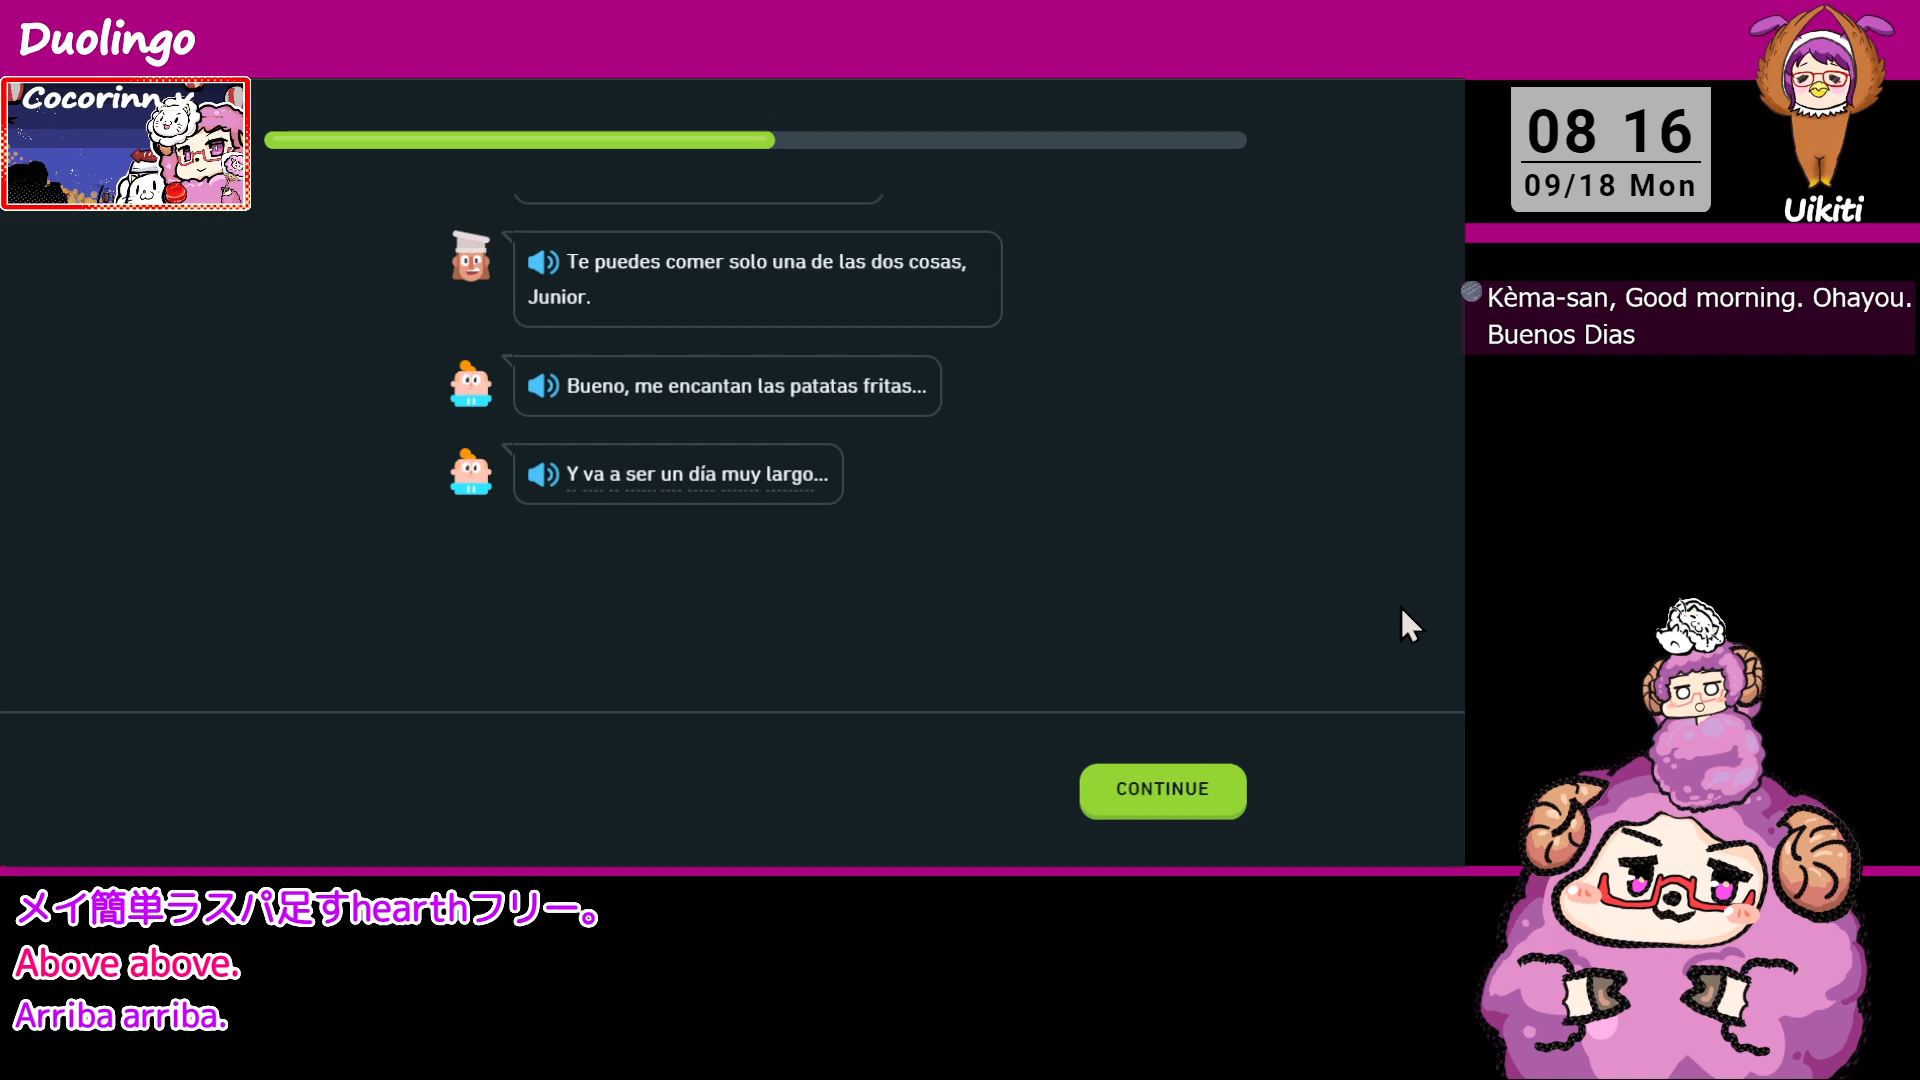 Duolingo
Cocorinn
08 16
09/18 Mon
Uikiti
Te puedes comer solo una de las dos cosas,
Junior.
Bueno, me encantan las patatas fritas...
Y va a ser un día muy largo...
CONTINUE
Kèma-san, Good morning. Ohayou.
Buenos Dias
メイ簡単ラスパ足すhearthフリー。
Above above.
Arriba arriba.